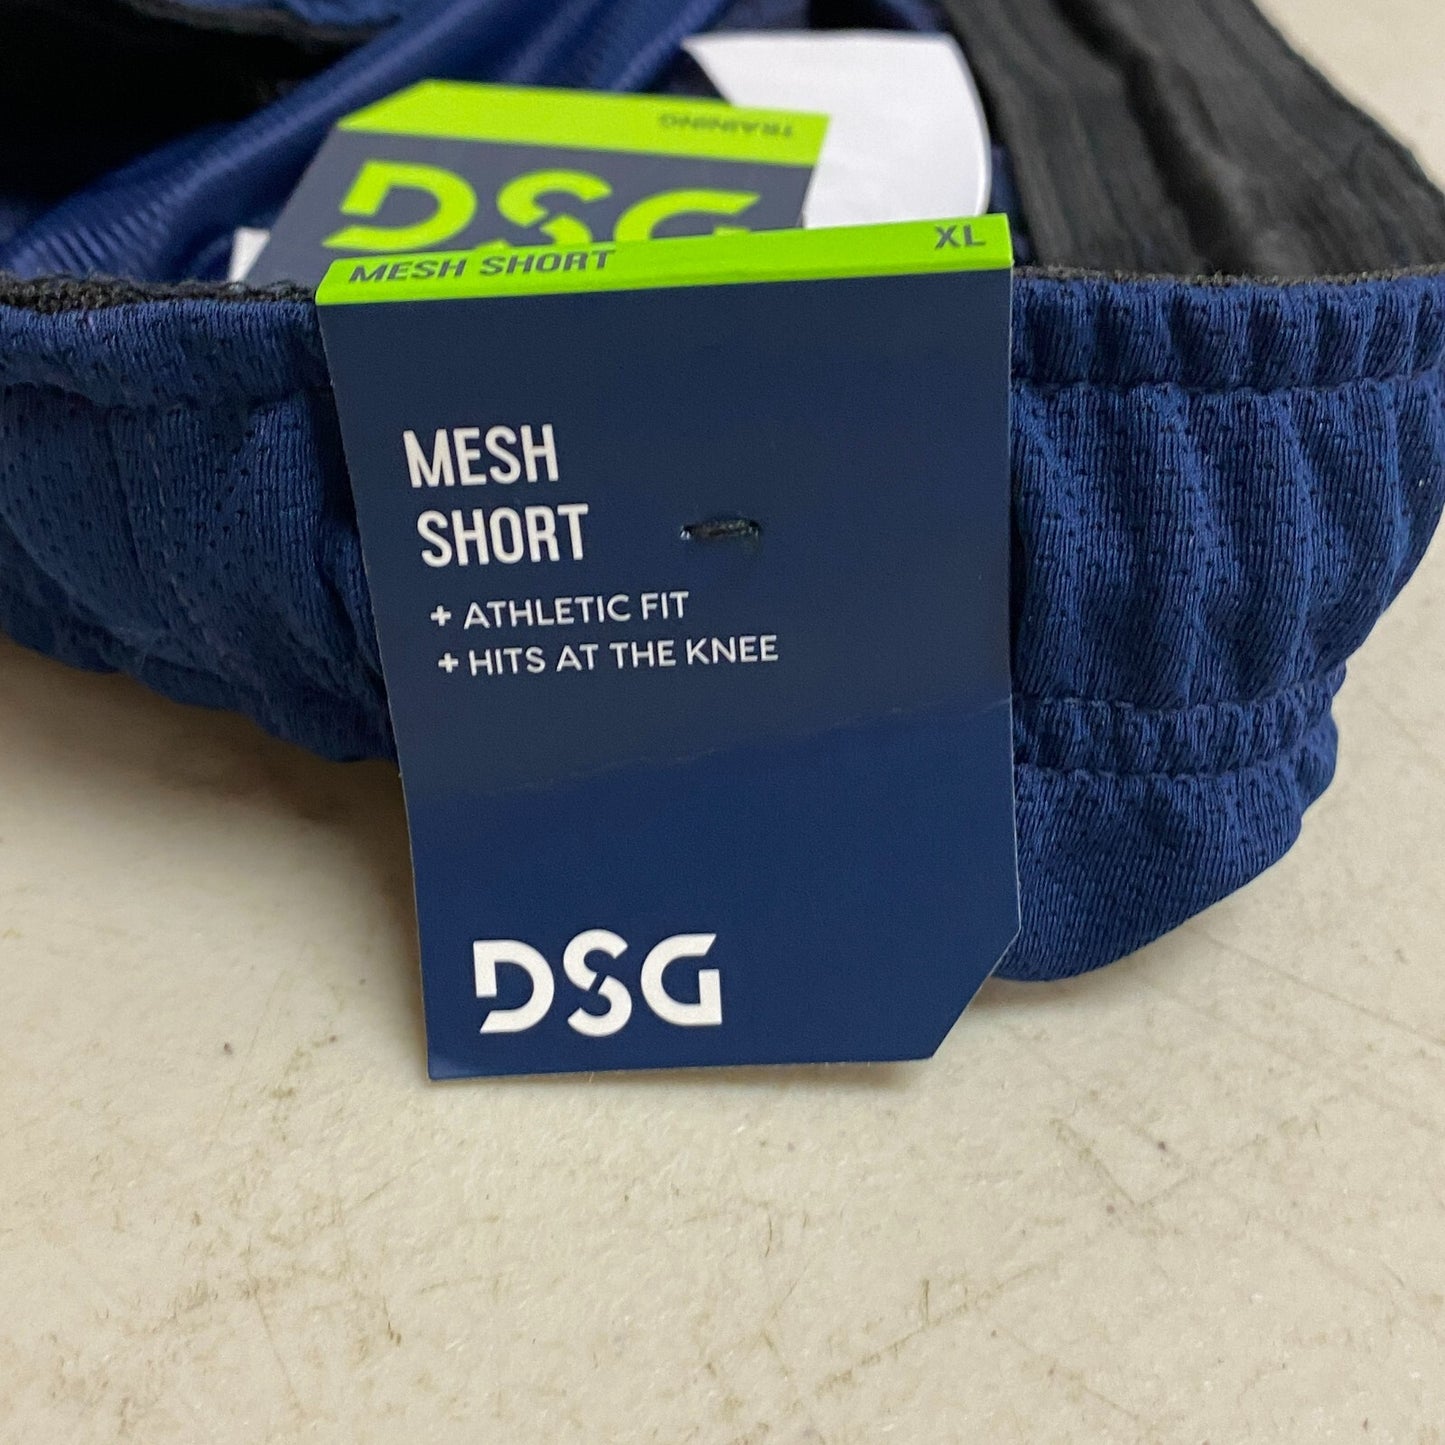 TRAINING
DSG
MESH SHORT XL
MESH
SHORT
+ ATHLETIC FIT
+ HITS AT THE KNEE
DSG